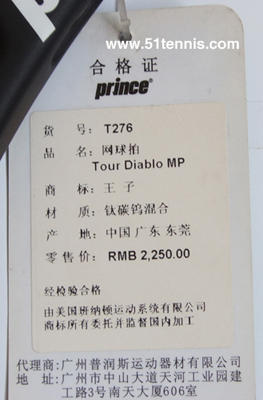 www.51tennis.com
合格证
prince
货 号: T276
品 名: 网球拍
Tour Diablo MP
商 标: 王 子
材 质: 钛碳钨混合
产 地: 中国 广东 东莞
零 售 价: RMB 2,250.00
经检验合格
由美国班纳顿运动系统有限公司
商标所有委托并监督国内加工
代理商:广州普润斯运动器材有限公司
地 址:广州市中山大道天河工业园建
工路3号南天大厦606室